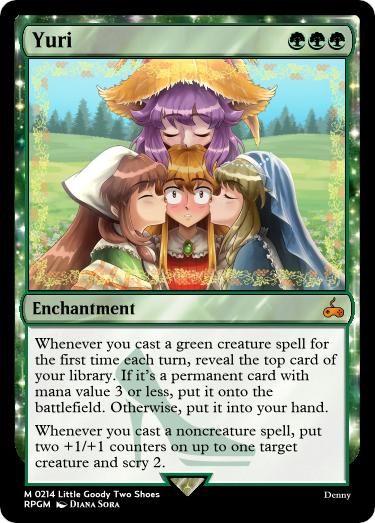 Yuri
Enchantment
Whenever you cast a green creature spell for
the first time each turn, reveal the top card of
your library. If it's a permanent card with
mana value 3 or less, put it onto the
battlefield. Otherwise, put it into your hand.
Whenever you cast a noncreature spell, put
two +1/+1 counters on up to one target
creature and scry 2.
M 0214 Little Goody Two Shoes
Denny
RPGM Diana Sora